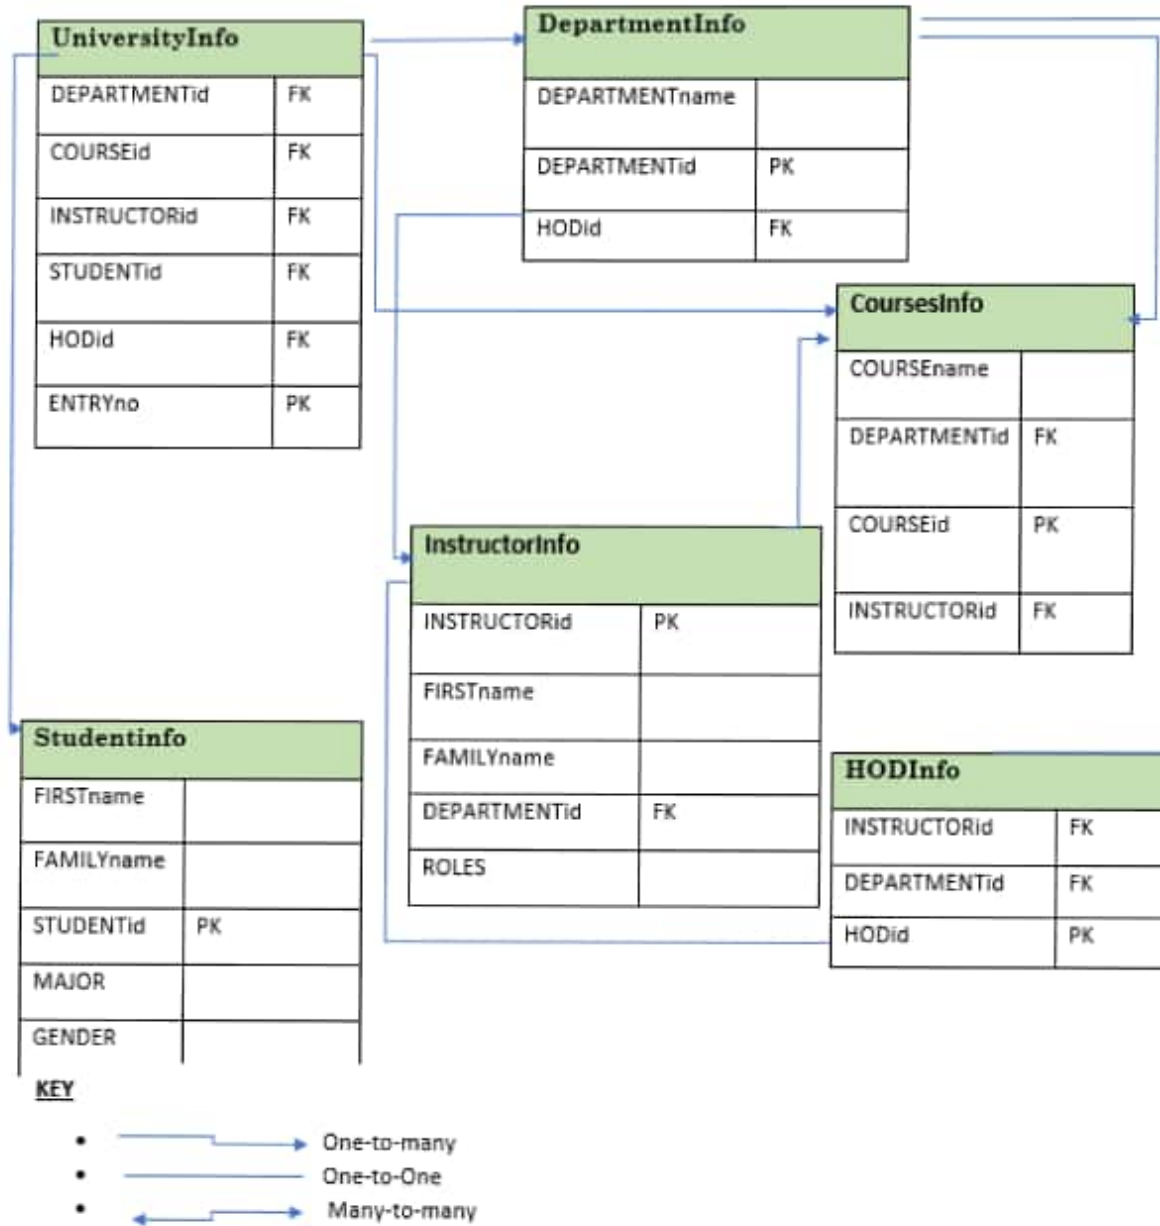 UniversityInfo
DEPARTMENTid FK
COURSEid FK
INSTRUCTORid FK
STUDENTid FK
HODid FK
ENTRYno PK
DepartmentInfo
DEPARTMENTname
DEPARTMENTid PK
HODid FK
CoursesInfo
COURSEname
DEPARTMENTid FK
COURSEid PK
INSTRUCTORid FK
InstructorInfo
INSTRUCTORid PK
FIRSTname
FAMILYname
DEPARTMENTid FK
ROLES
Studentinfo
FIRSTname
FAMILYname
STUDENTid PK
MAJOR
GENDER
HODInfo
INSTRUCTORid FK
DEPARTMENTid FK
HODid PK
KEY
One-to-many
One-to-One
Many-to-many